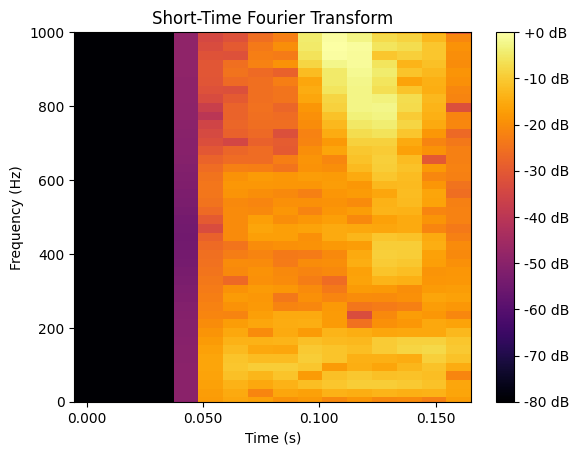 Short-Time Fourier Transform
1000
800
600
400
200
0
Frequency (Hz)
0.000
0.050
0.100
0.150
Time (s)
+0 dB
-10 dB
-20 dB
-30 dB
-40 dB
-50 dB
-60 dB
-70 dB
-80 dB